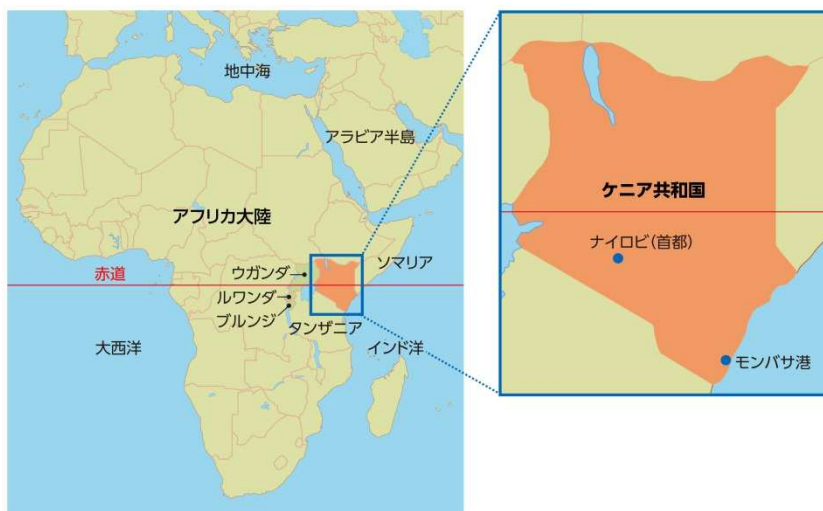 地中海
アラビア半島
アフリカ大陸
ソマリア
ウガンダ
赤道
ルワンダ
ブルンジ
タンザニア
大西洋
インド洋
ケニア共和国
ナイロビ(首都)
モンバサ港